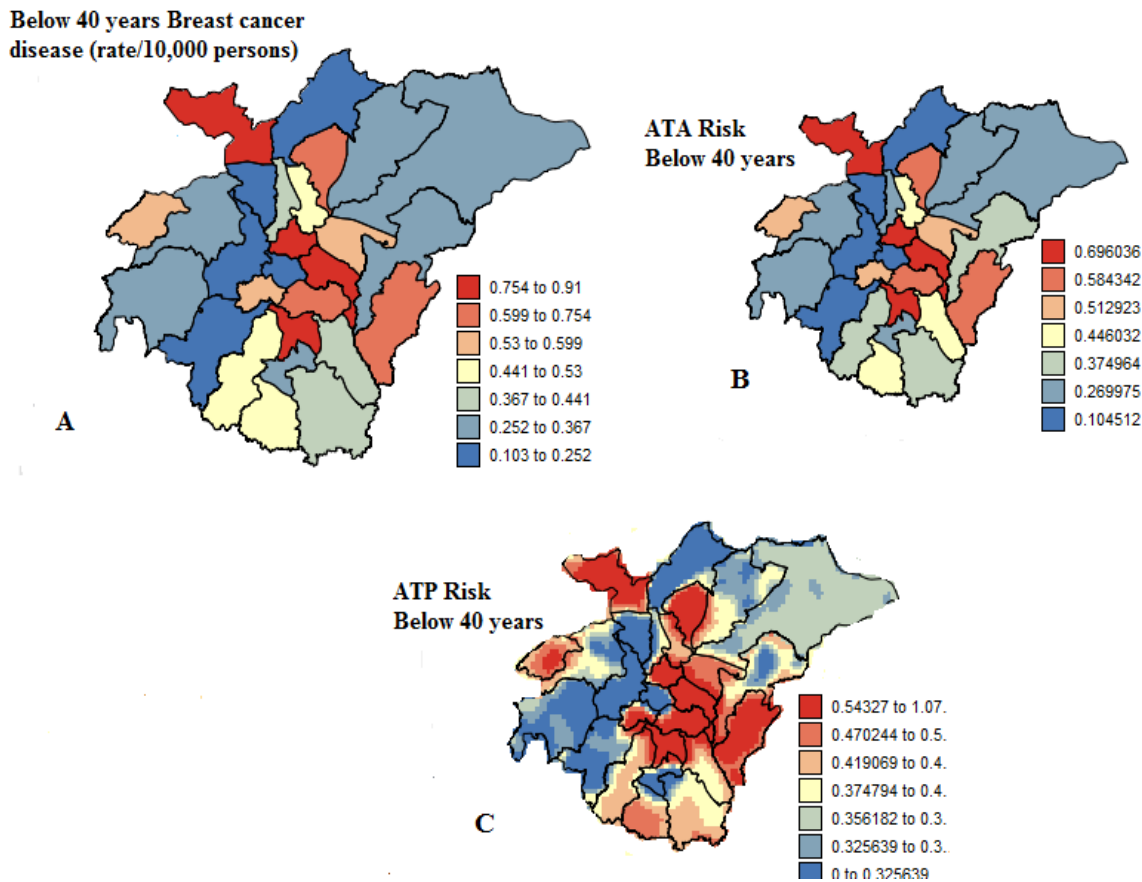 Below 40 years Breast cancer
disease (rate/10,000 persons)
0.754 to 0.91
0.599 to 0.754
0.53 to 0.599
0.441 to 0.53
0.367 to 0.441
0.252 to 0.367
0.103 to 0.252
A
ATA Risk
Below 40 years
0.696036
0.584342
0.512923
0.446032
0.374964
0.269975
0.104512
B
ATP Risk
Below 40 years
0.54327 to 1.07.
0.470244 to 0.5.
0.419069 to 0.4.
0.374794 to 0.4.
0.356182 to 0.3.
0.325639 to 0.3.
0 to 0.325639
C